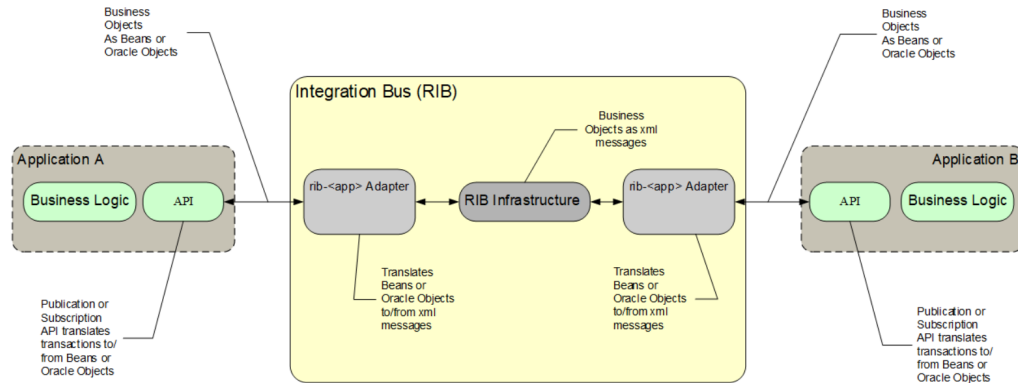 Business
Objects
As Beans or
Oracle Objects
Business
Objects
As Beans or
Oracle Objects
Integration Bus (RIB)
Business
Objects as xml
messages
Application A
Business Logic
API
rib-<app> Adapter
RIB Infrastructure
rib-<app> Adapter
Application B
API
Business Logic
Translates
Beans or
Oracle Objects
to/from xml
messages
Translates
Beans or
Oracle Objects
to/from xml
messages
Publication or
Subscription
API translates
transactions to/
from Beans or
Oracle Objects
Publication or
Subscription
API translates
transactions to/
from Beans or
Oracle Objects